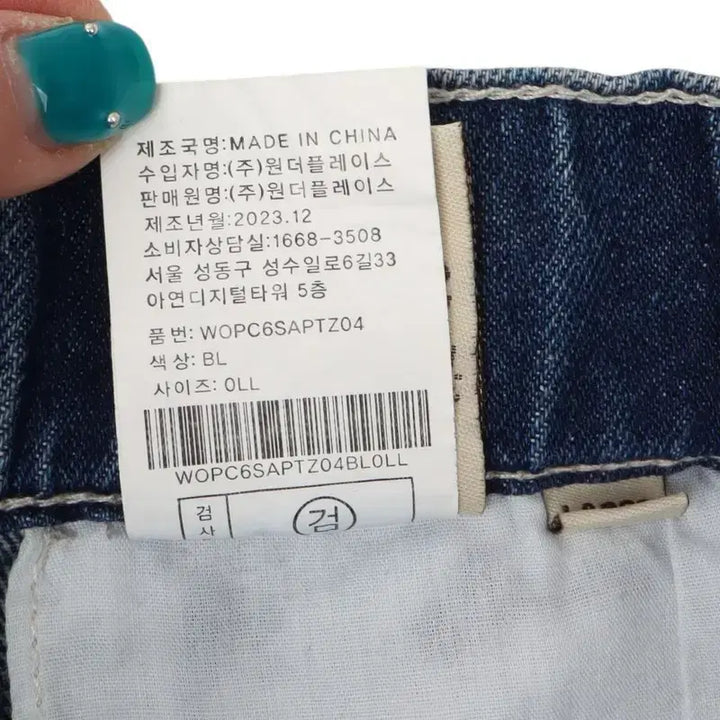 제조국명:MADE IN CHINA
수입자명:(주)원더플레이스
판매원명:(주)원더플레이스
제조년월:2023.12
소비자상담실:1668-3508
서울 성동구 성수일로6길33
아연디지털타워 5층
품번: WOPC6SAPTZ04
색상: BL
사이즈: 0LL
WOPC6SAPTZ04BL0LL
검 검